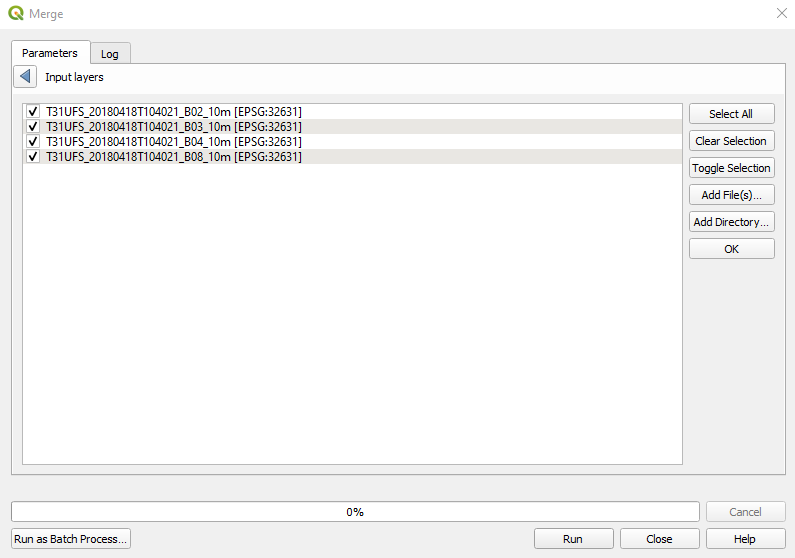 Merge
Parameters
Log
Input layers
T31UFS_20180418T104021_B02_10m [EPSG:32631]
T31UFS_20180418T104021_B03_10m [EPSG:32631]
T31UFS_20180418T104021_B04_10m [EPSG:32631]
T31UFS_20180418T104021_B08_10m [EPSG:32631]
Select All
Clear Selection
Toggle Selection
Add File(s)...
Add Directory...
OK
0%
Cancel
Run as Batch Process...
Run
Close
Help